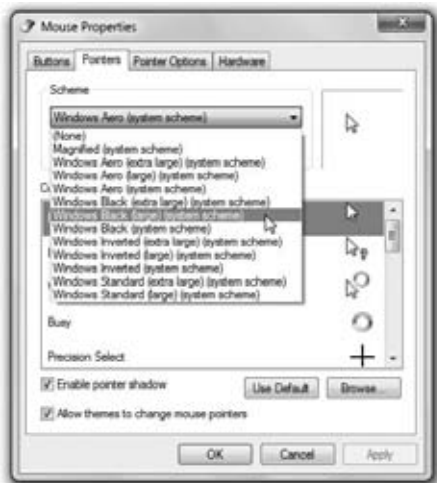 Mouse Properties
Buttons Pointers Pointer Options Hardware
Scheme
Windows Aero (system scheme)
(None)
Magnified (system scheme)
Windows Aero (extra large) (system scheme)
Windows Aero (large) (system scheme)
Windows Aero (system scheme)
Windows Black (extra large) (system scheme)
Windows Black (large) (system scheme)
Windows Black (system scheme)
Windows Inverted (extra large) (system scheme)
Windows Inverted (large) (system scheme)
Windows Inverted (system scheme)
Windows Standard (extra large) (system scheme)
Windows Standard (large) (system scheme)
Busy
Precision Select
Enable pointer shadow Use Default Browse...
Allow themes to change mouse pointers
OK Cancel Apply